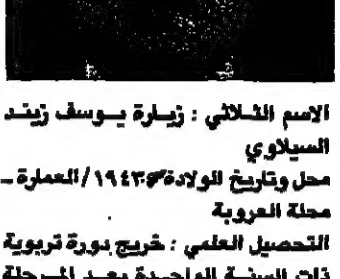 الاسم الثلاثي : زيارة يوسف زيند
السيلاوي
محل وتاريخ الولادة ١٩٤٣ / العمارة -
محلة العروبة
التحصيل العلمي : خريج دورة تربوية
ذات السنة الواحدة بعد المرحلة